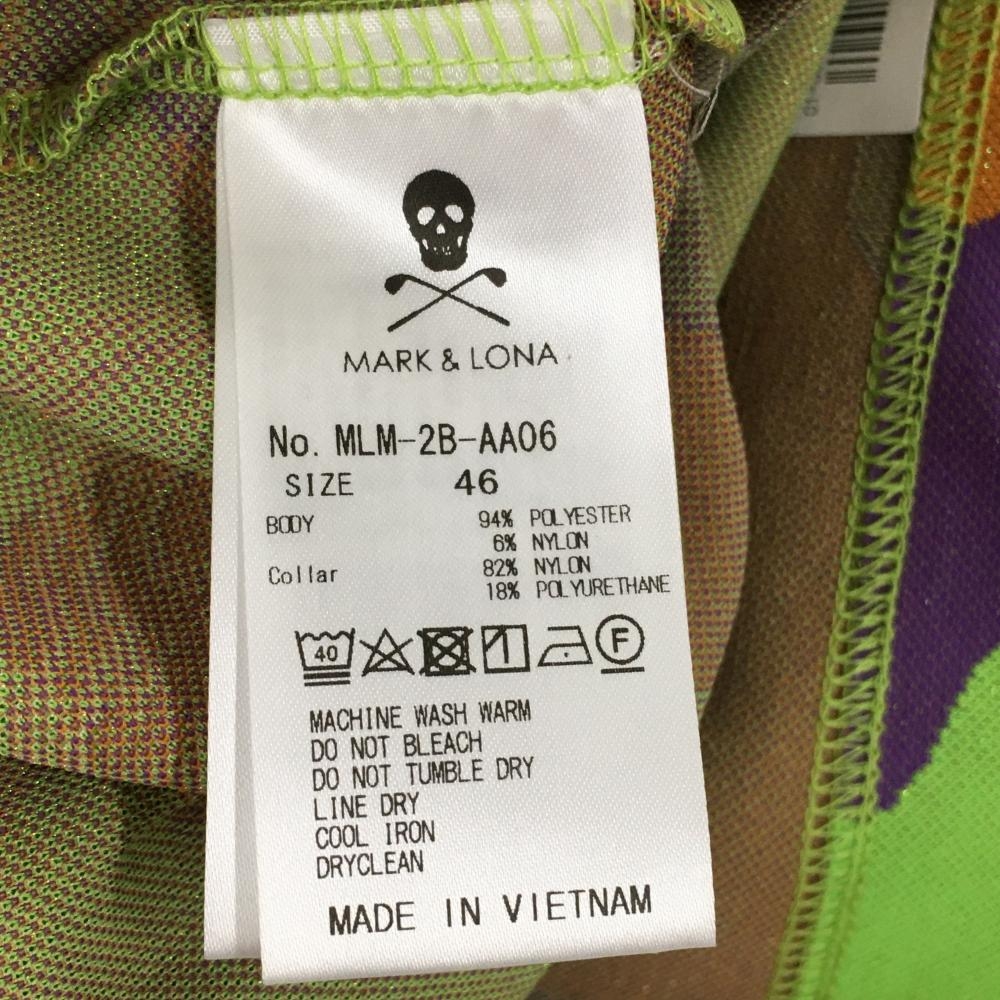 MARK & LONA
No. MLM-2B-AA06
SIZE 46
BODY 94% POLYESTER
6% NYLON
Collar 82% NYLON
18% POLYURETHANE
40 F
MACHINE WASH WARM
DO NOT BLEACH
DO NOT TUMBLE DRY
LINE DRY
COOL IRON
DRYCLEAN
MADE IN VIETNAM